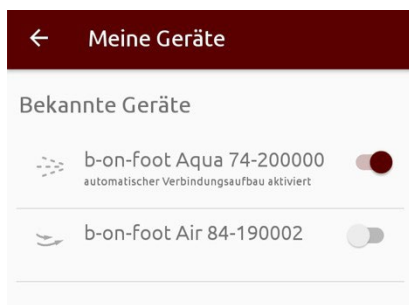 Meine Geräte
Bekannte Geräte
b-on-foot Aqua 74-200000
automatischer Verbindungsaufbau aktiviert
b-on-foot Air 84-190002